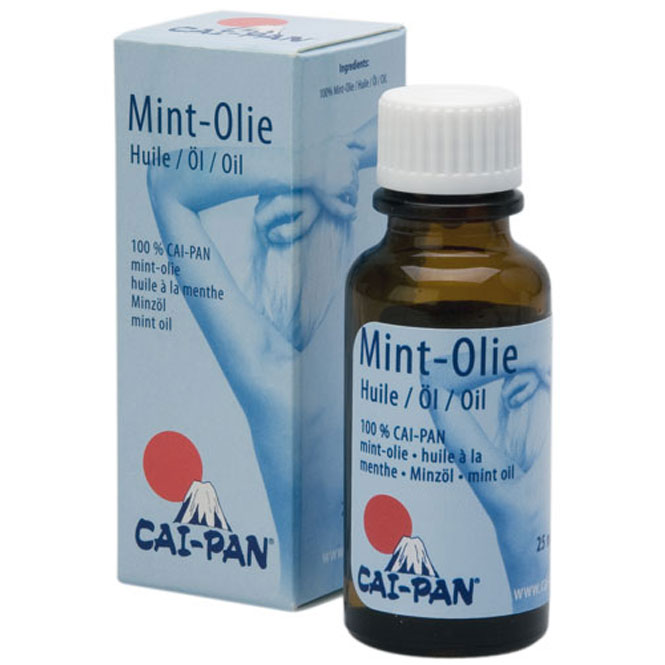 Mint-Olie
Huile / Öl / Oil
100 % CAI-PAN
mint-olie
huile à la menthe
Minzöl
mint oil
CAI-PAN®
Ingredients:
100% Mint-Olie / Huile / Öl / Oil
Mint-Olie
Huile / Öl / Oil
100 % CAI-PAN
mint-olie • huile à la
menthe • Minzöl • mint oil
25
CAI-PAN®